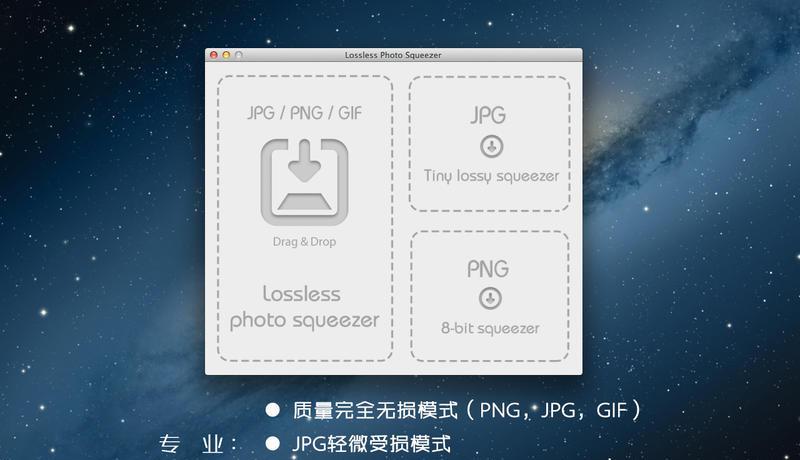 Lossless Photo Squeezer
JPG / PNG / GIF
Drag & Drop
Lossless
photo squeezer
JPG
Tiny lossy squeezer
PNG
8-bit squeezer
● 质量完全无损模式（PNG，JPG，GIF）
专 业： ● JPG轻微受损模式